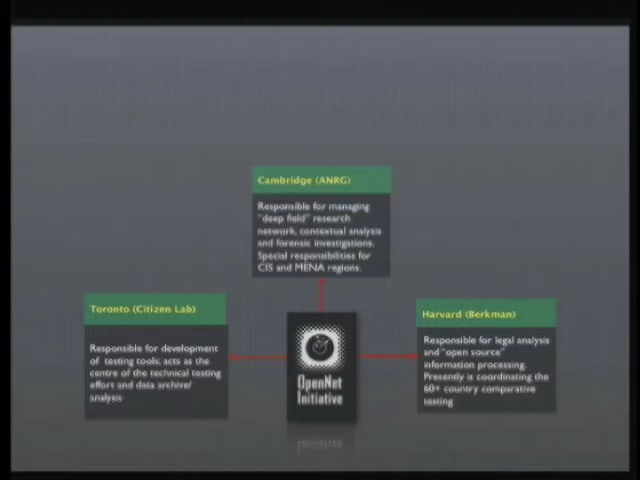 Cambridge (ANRG)
Responsible for managing
"deep field" research
network, contextual analysis
and forensic investigations.
Special responsibilities for
CIS and MENA regions.
Toronto (Citizen Lab)
Responsible for development
of testing tools; acts as the
centre of the technical testing
effort and data archive/
analysis
OpenNet
Initiative
Harvard (Berkman)
Responsible for legal analysis
and "open source"
information processing.
Presently is coordinating the
60+ country comparative
testing